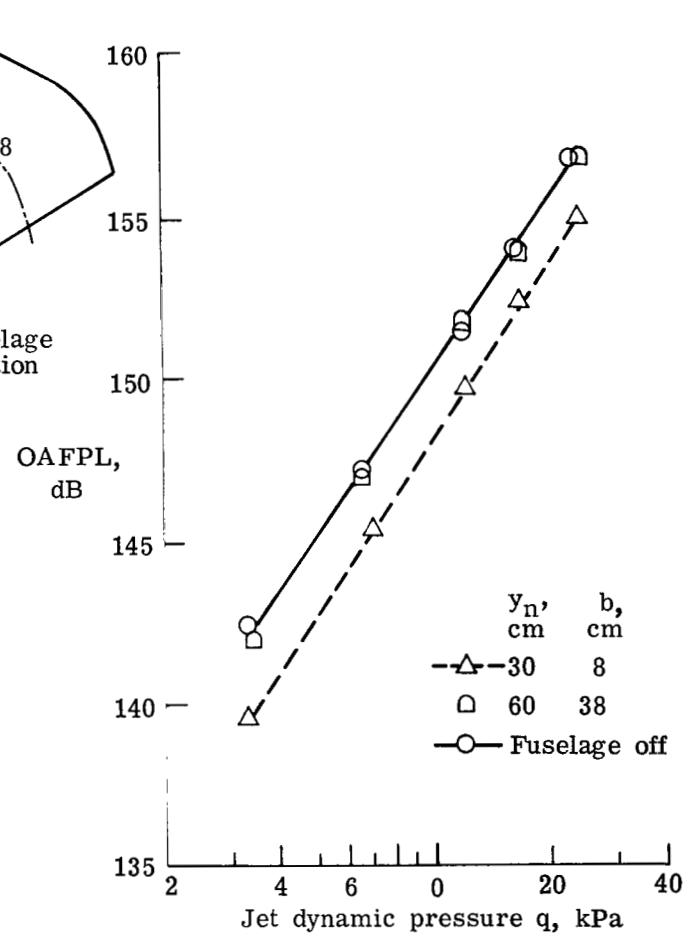 8
lage
ion
OAFPL,
dB
160
155
150
145
140
135
2 4 6 0 20 40
Jet dynamic pressure q, kPa
yn, b,
cm cm
30 8
60 38
Fuselage off